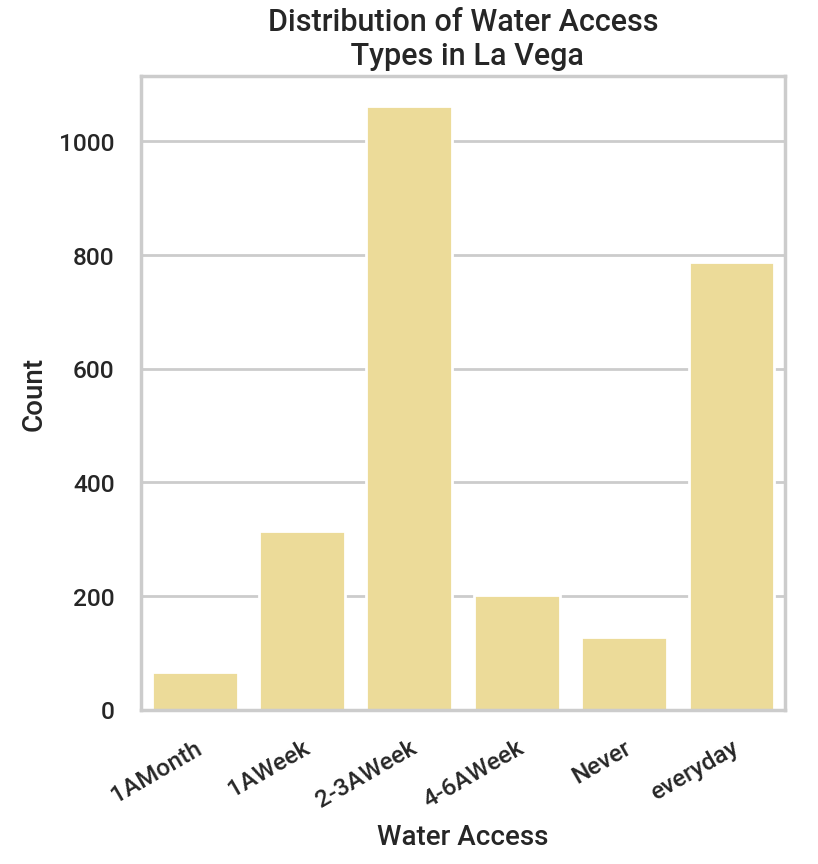 Distribution of Water Access
Types in La Vega
Count
1000
800
600
400
200
0
1AMonth
1AWeek
2-3AWeek
4-6AWeek
Never
everyday
Water Access